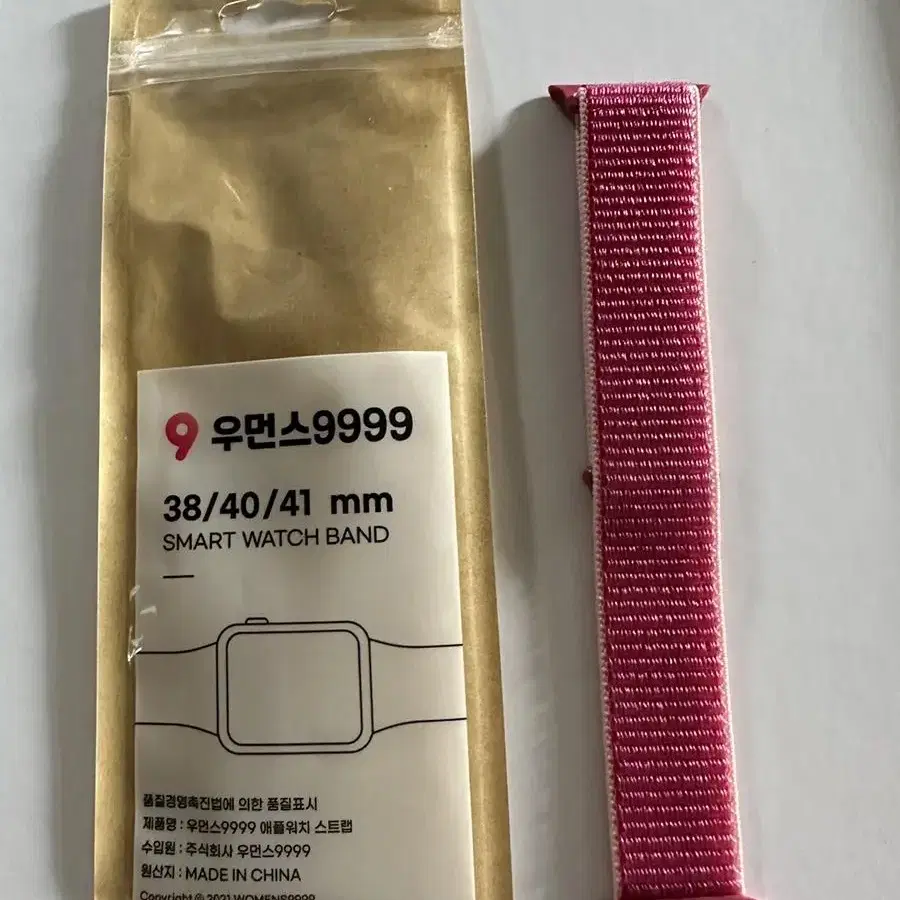 9 우먼스9999
38/40/41 mm
SMART WATCH BAND
품질경영촉진법에 의한 품질표시
제품명 : 우먼스9999 애플워치 스트랩
수입원 : 주식회사 우먼스9999
원산지 : MADE IN CHINA
Copyright © 2021 WOMENS9999